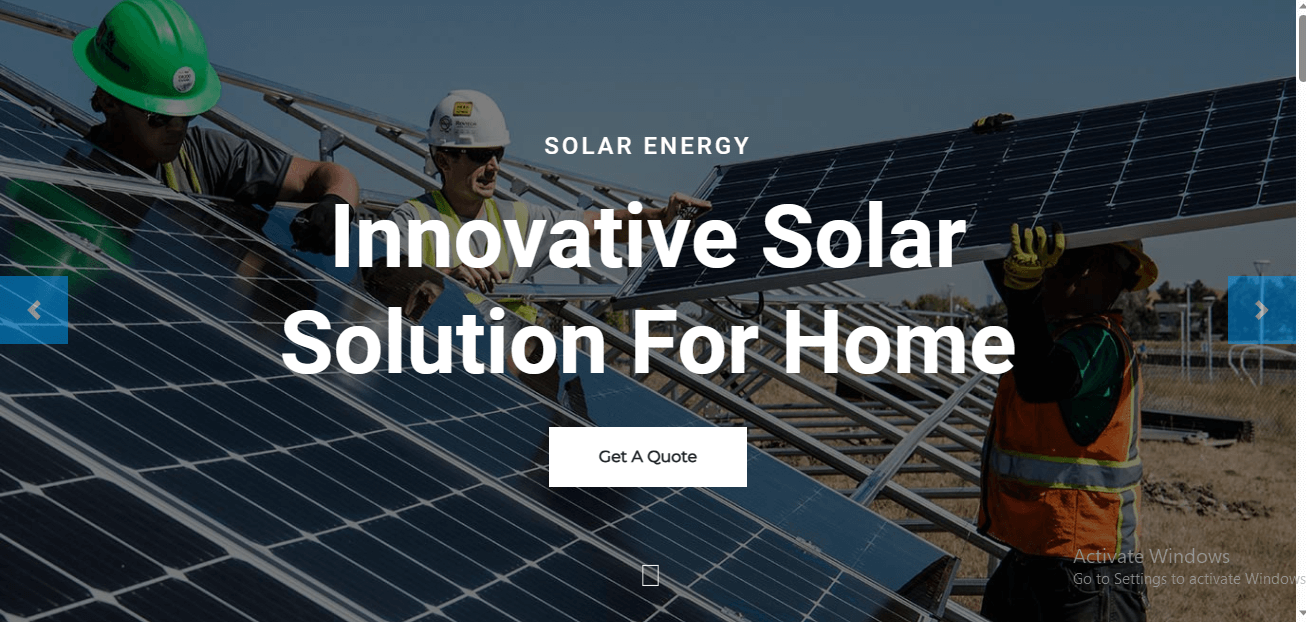 SOLAR ENERGY
Innovative Solar
Solution For Home
Get A Quote
Activate Windows
Go to Settings to activate Windows